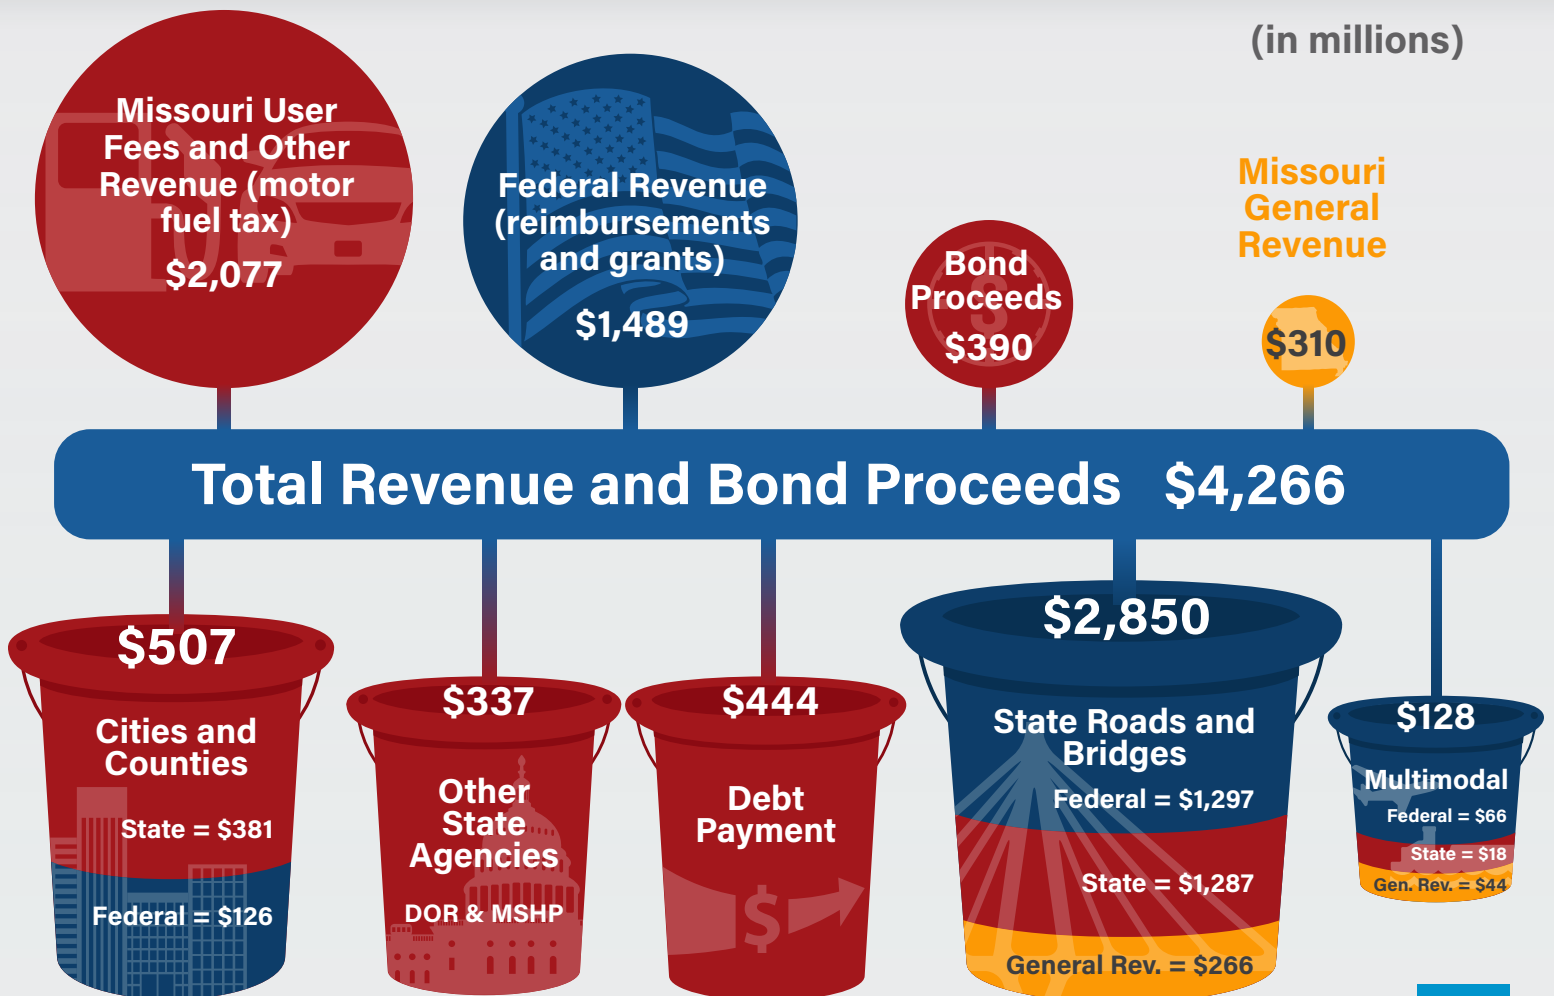 (in millions)
Missouri User
Fees and Other
Revenue (motor
fuel tax)
$2,077
Federal Revenue
(reimbursements
and grants)
$1,489
Bond
Proceeds
$390
Missouri
General
Revenue
$310
Total Revenue and Bond Proceeds $4,266
$507
Cities and
Counties
State = $381
Federal = $126
$337
Other
State
Agencies
DOR & MSHP
$444
Debt
Payment
$
$2,850
State Roads and
Bridges
Federal = $1,297
State = $1,287
General Rev. = $266
$128
Multimodal
Federal = $66
State = $18
Gen. Rev. = $44